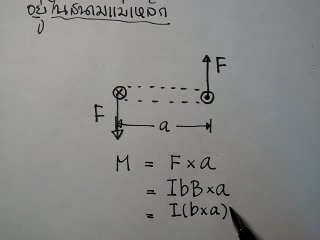 อยู่ในสนามแม่เหล็ก
F
F
a
M = F × a
= IbB × a
= I(b×a)